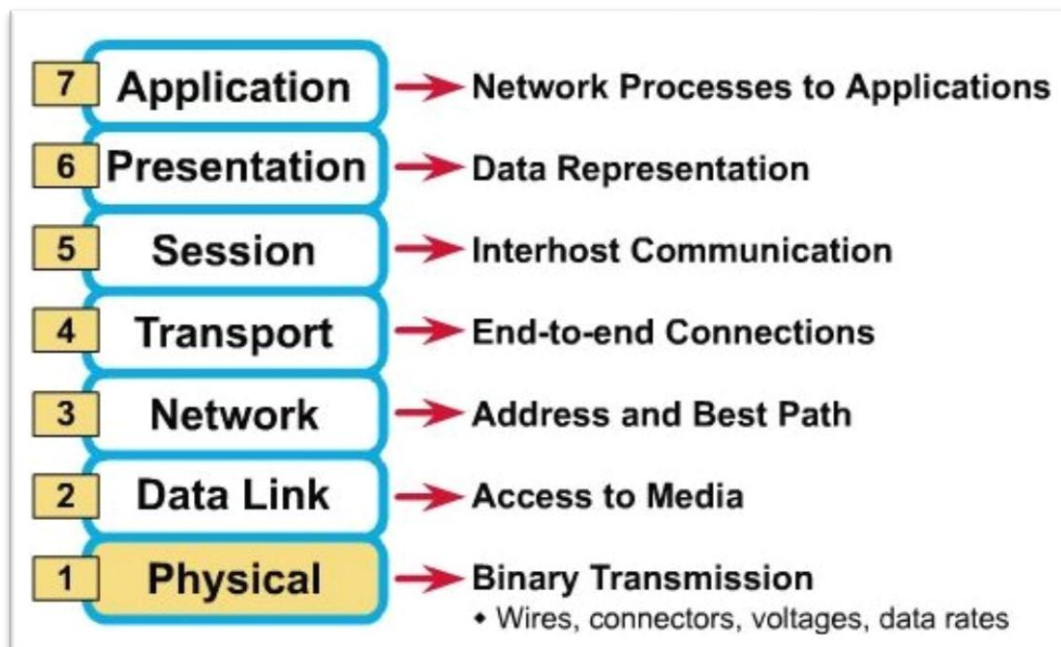 7 Application Network Processes to Applications
6 Presentation Data Representation
5 Session Interhost Communication
4 Transport End-to-end Connections
3 Network Address and Best Path
2 Data Link Access to Media
1 Physical Binary Transmission
• Wires, connectors, voltages, data rates